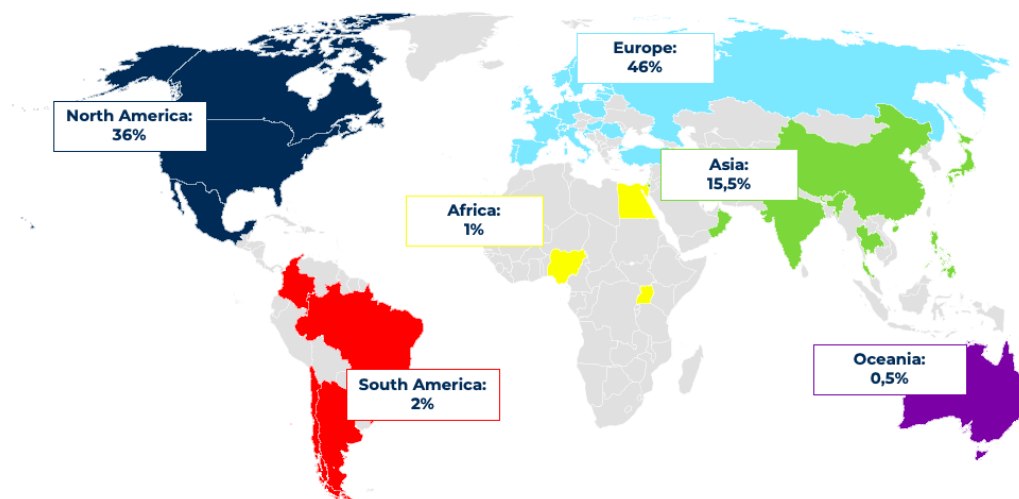 Europe:
46%
North America:
36%
Asia:
15,5%
Africa:
1%
Oceania:
0,5%
South America:
2%